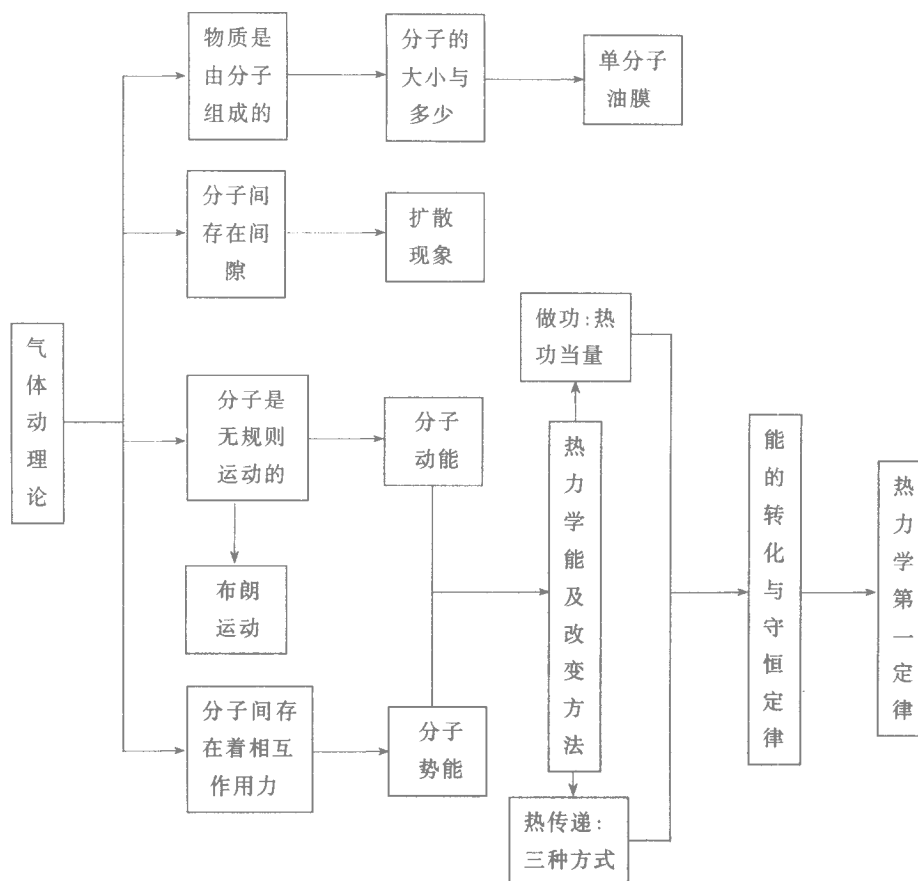 物质是
由分子
组成的
分子的
大小与
多少
单分子
油膜
分子间
存在间
隙
扩散
现象
气体动理论
分子是
无规则
运动的
分子
动能
布朗
运动
分子间存
在着相互
作用力
分子
势能
做功:热
功当量
热力学能及改变方法
热传递:
三种方式
能的转化与守恒定律
热力学第一定律